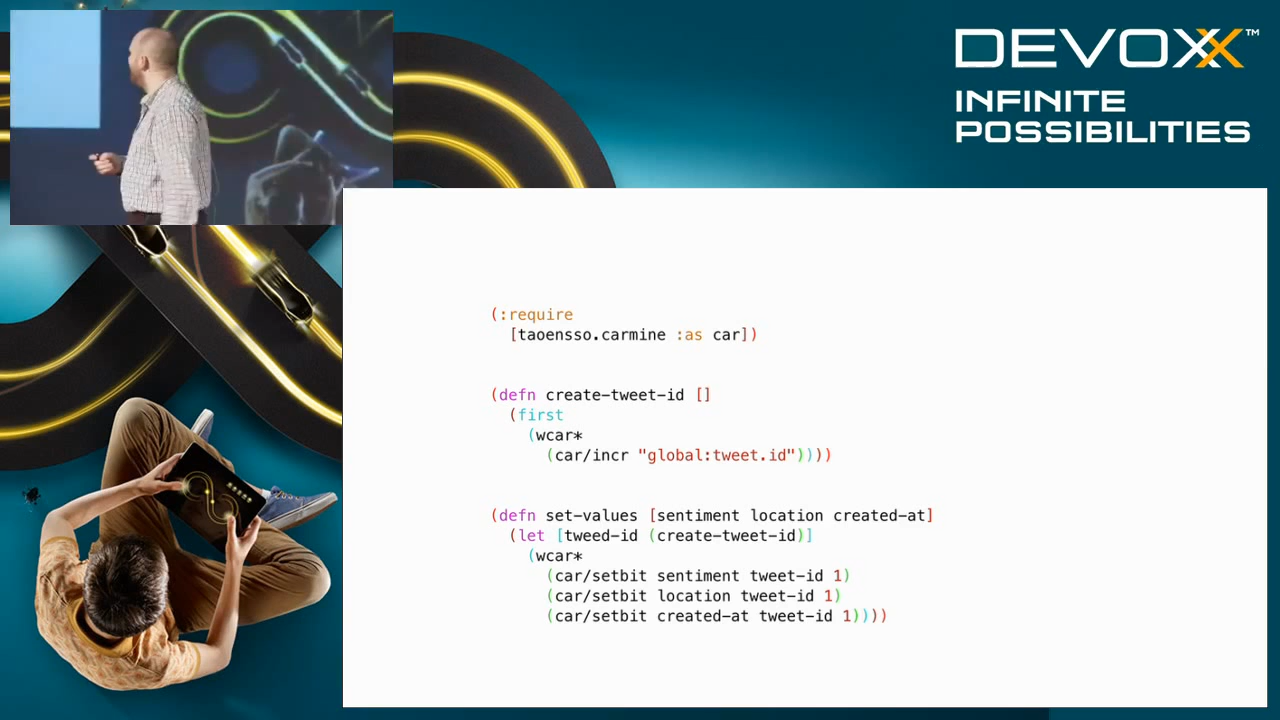 DEVOXX™
INFINITE
POSSIBILITIES
(:require
  [taoensso.carmine :as car])
(defn create-tweet-id []
  (first
    (wcar*
      (car/incr "global:tweet.id"))))
(defn set-values [sentiment location created-at]
  (let [tweed-id (create-tweet-id)]
    (wcar*
      (car/setbit sentiment tweet-id 1)
      (car/setbit location tweet-id 1)
      (car/setbit created-at tweet-id 1))))